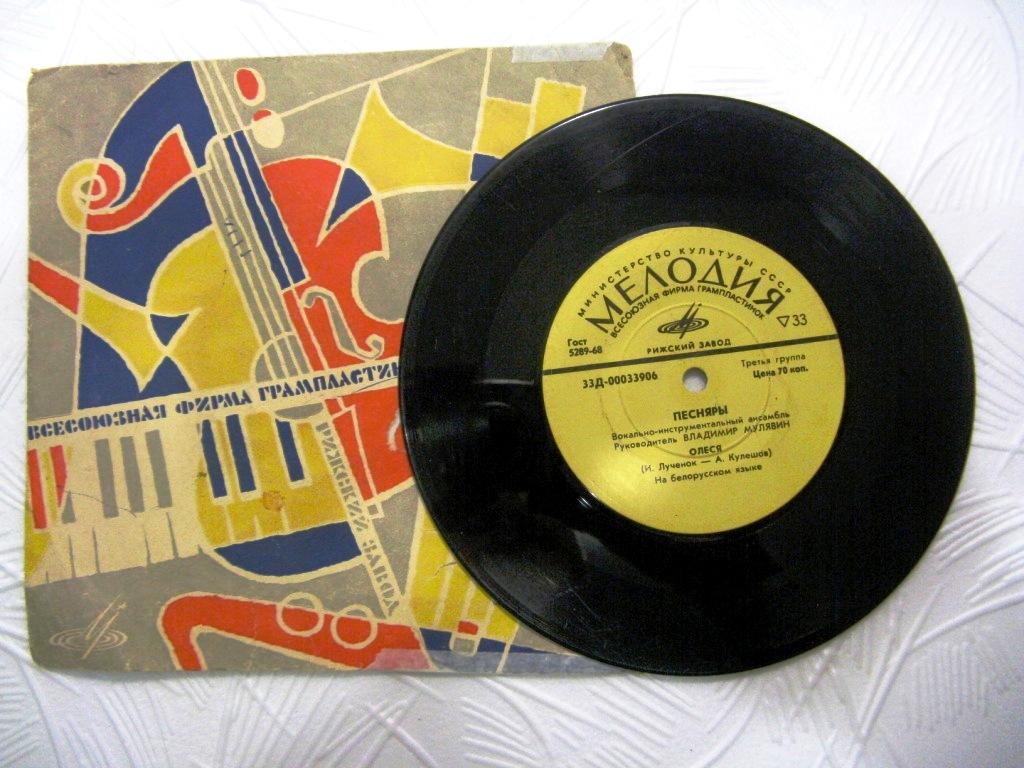 ВСЕСОЮЗНАЯ ФИРМА ГРАМПЛАСТИН
РИЖСКИЙ ЗАВОД
МИНИСТЕРСТВО КУЛЬТУРЫ СССР
МЕЛОДИЯ
ВСЕСОЮЗНАЯ ФИРМА ГРАМПЛАСТИНОК
▽33
Гост
5289-68
РИЖСКИЙ ЗАВОД
33Д-00033906
Третья группа
Цена 70 коп.
ПЕСНЯРЫ
Вокально-инструментальный ансамбль
Руководитель ВЛАДИМИР МУЛЯВИН
ОЛЕСЯ
(И. Лученок — А. Кулешов)
На белорусском языке